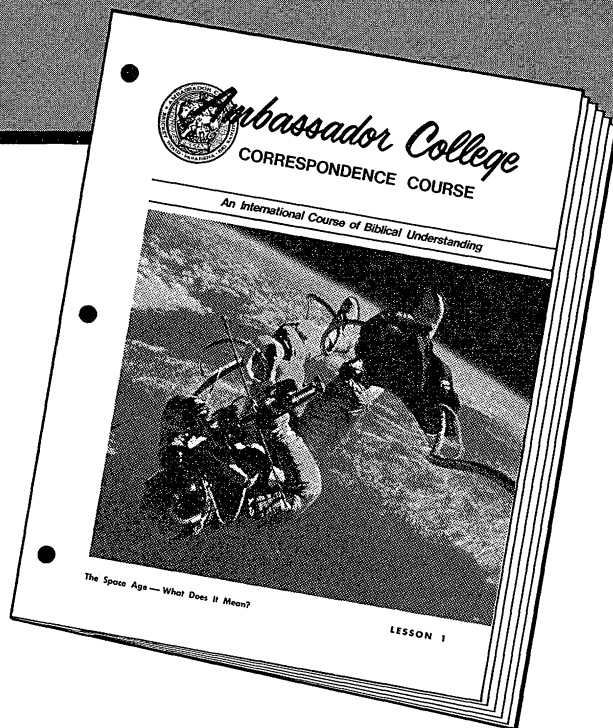 Ambassador College
CORRESPONDENCE COURSE
An International Course of Biblical Understanding
The Space Age — What Does It Mean?
LESSON 1